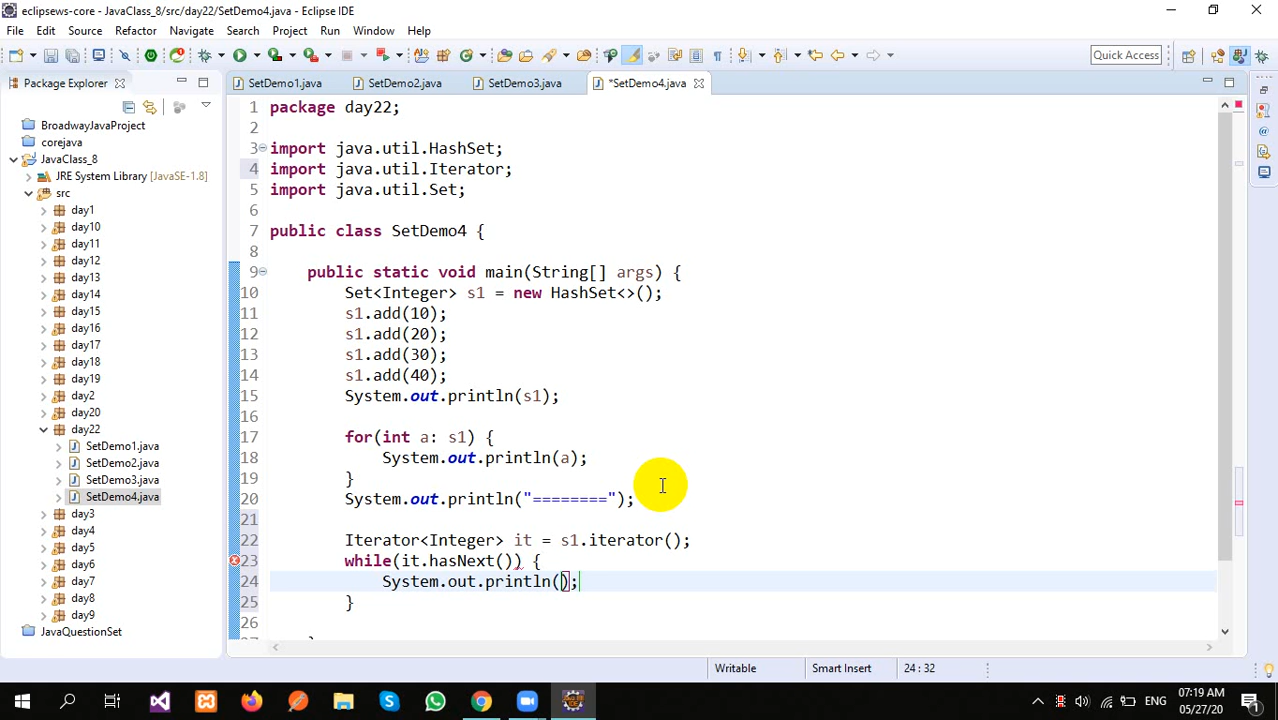 eclipsews-core - JavaClass_8/src/day22/SetDemo4.java - Eclipse IDE
File Edit Source Refactor Navigate Search Project Run Window Help
Quick Access
Package Explorer
SetDemo1.java
SetDemo2.java
SetDemo3.java
*SetDemo4.java
BroadwayJavaProject
corejava
JavaClass_8
JRE System Library [JavaSE-1.8]
src
day1
day10
day11
day12
day13
day14
day15
day16
day17
day18
day19
day2
day20
day22
SetDemo1.java
SetDemo2.java
SetDemo3.java
SetDemo4.java
day3
day4
day5
day6
day7
day8
day9
JavaQuestionSet
1 package day22;
2
3 import java.util.HashSet;
4 import java.util.Iterator;
5 import java.util.Set;
6
7 public class SetDemo4 {
8
9 public static void main(String[] args) {
10 Set<Integer> s1 = new HashSet<>();
11 s1.add(10);
12 s1.add(20);
13 s1.add(30);
14 s1.add(40);
15 System.out.println(s1);
16
17 for(int a: s1) {
18 System.out.println(a);
19 }
20 System.out.println("========");
21
22 Iterator<Integer> it = s1.iterator();
23 while(it.hasNext()) {
24 System.out.println();
25 }
26
27 }
Writable
Smart Insert
24 : 32
ENG
07:19 AM
05/27/20
1